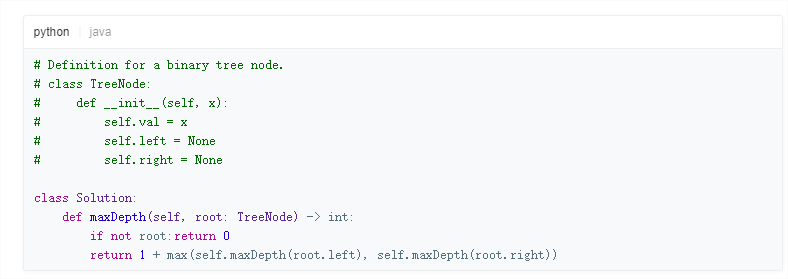 python java
# Definition for a binary tree node.
# class TreeNode:
#     def __init__(self, x):
#         self.val = x
#         self.left = None
#         self.right = None
class Solution:
    def maxDepth(self, root: TreeNode) -> int:
        if not root:return 0
        return 1 + max(self.maxDepth(root.left), self.maxDepth(root.right))